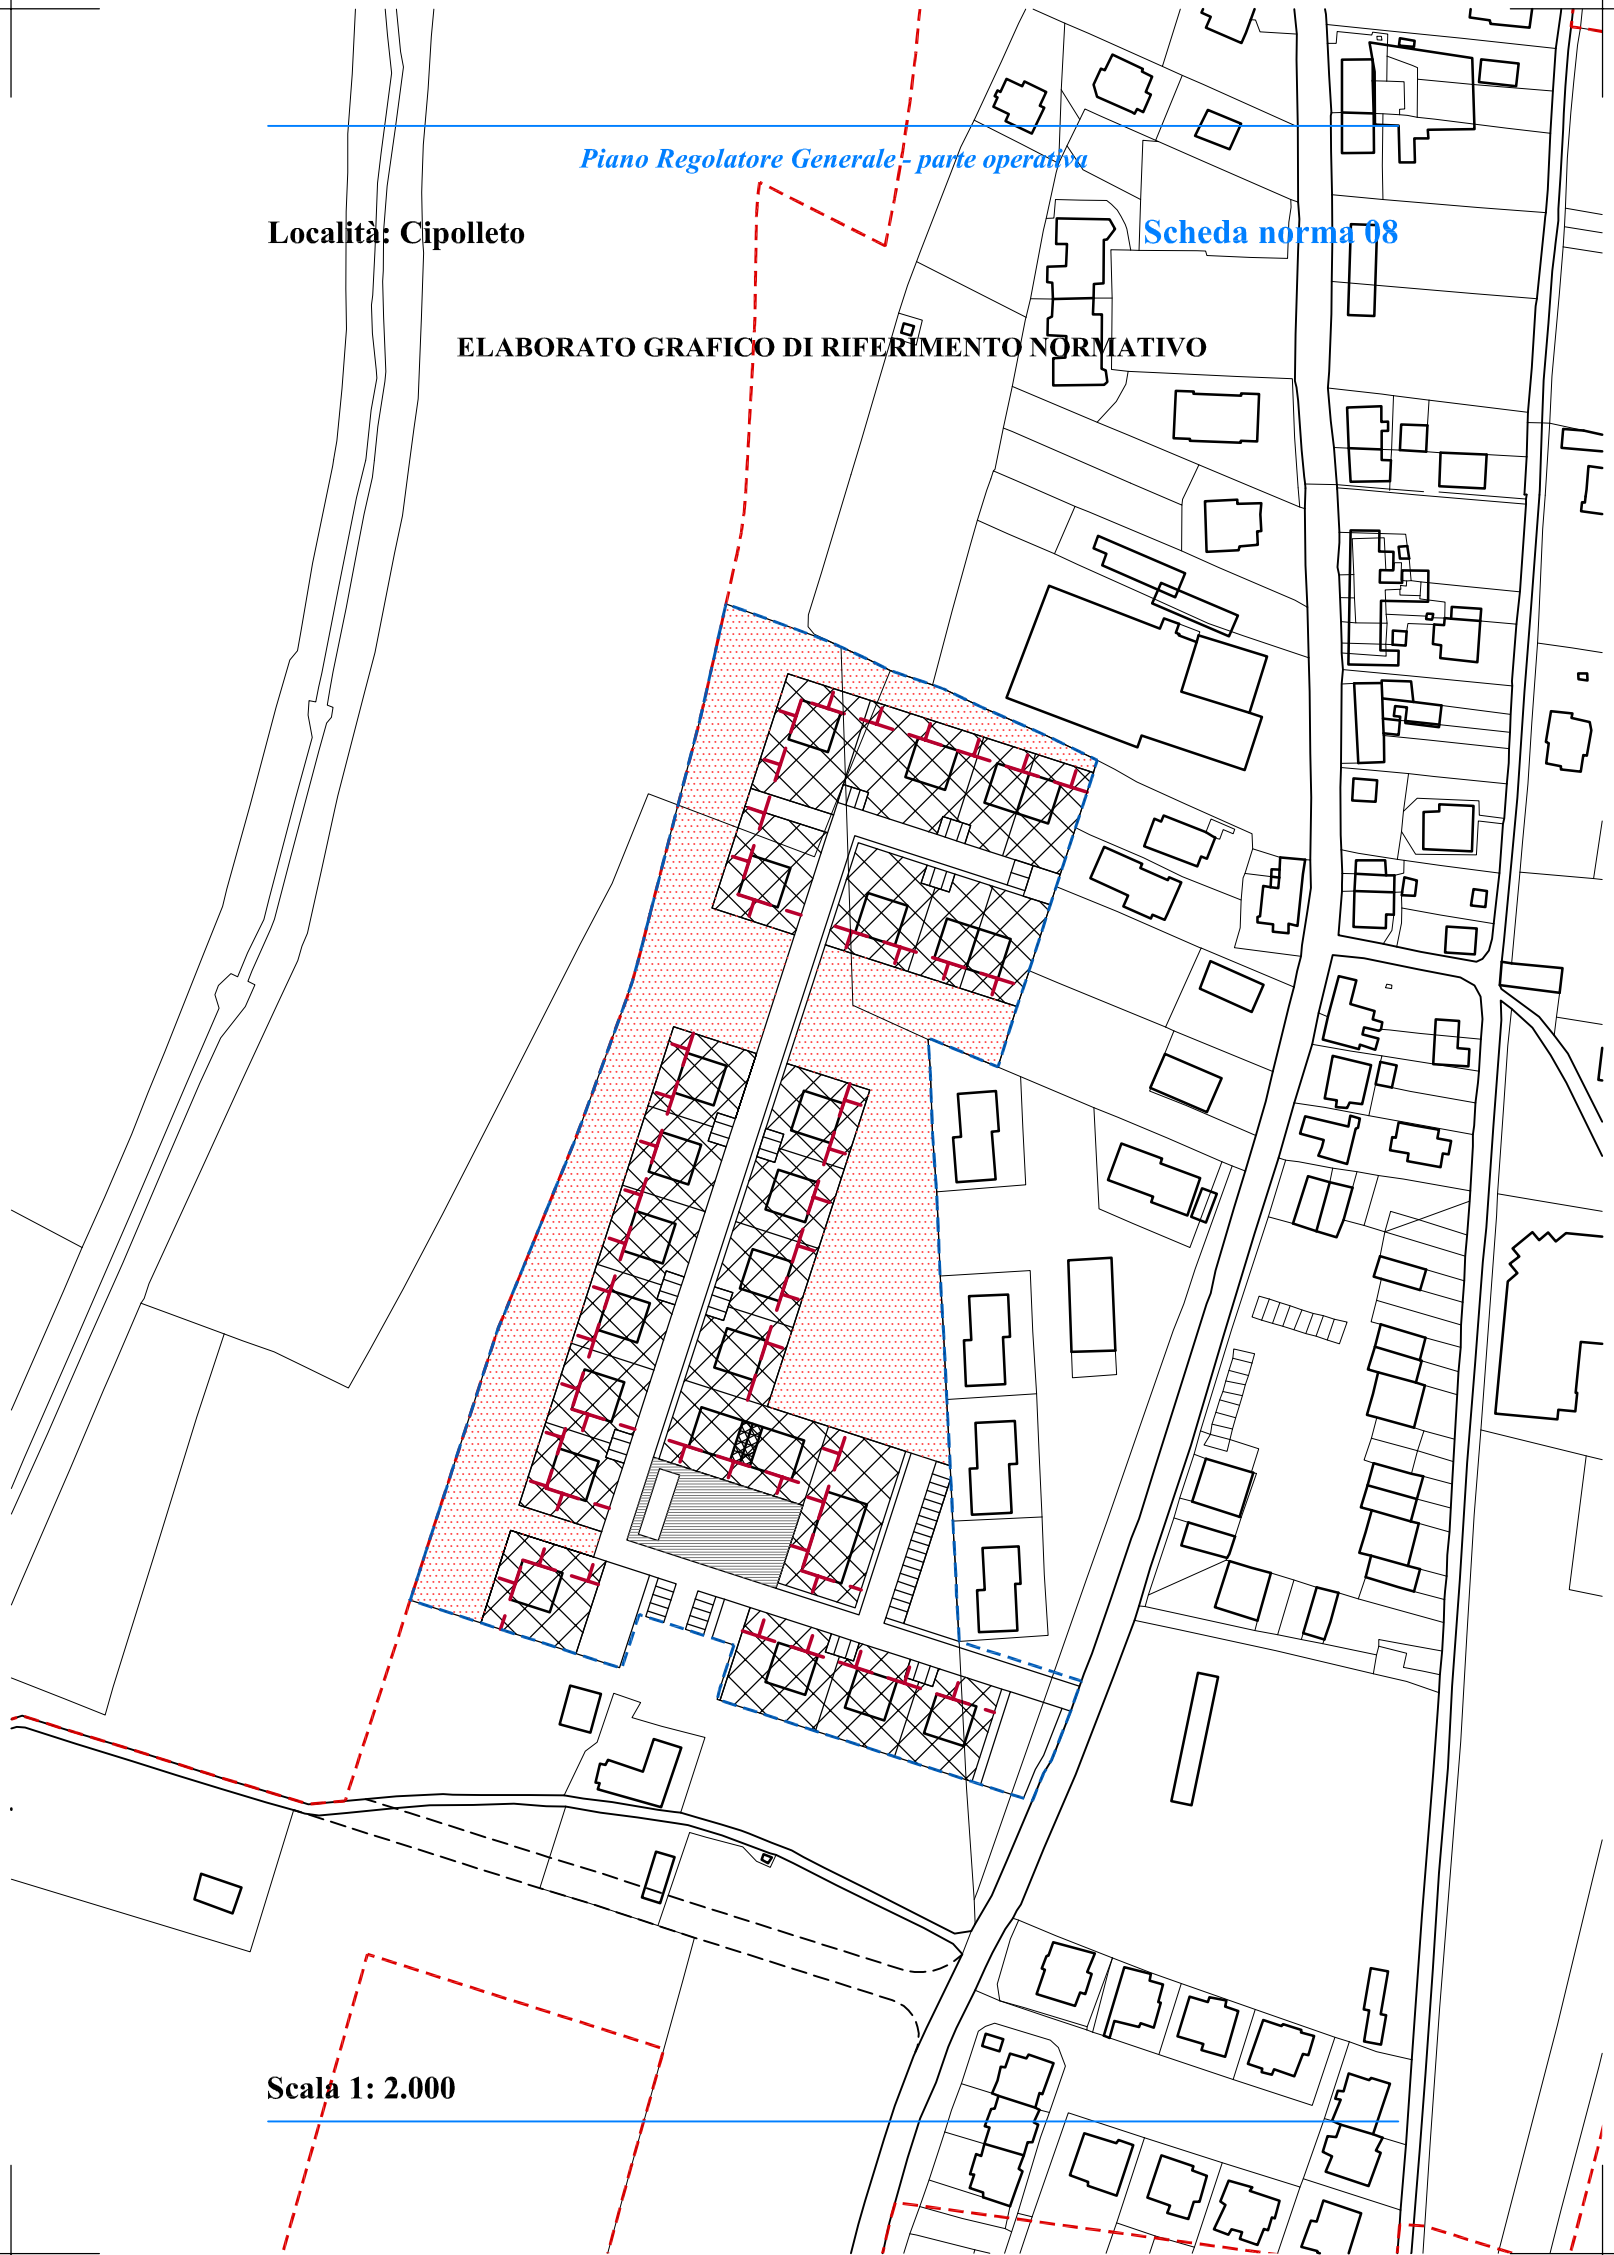 Piano Regolatore Generale - parte operativa
Località: Cipolleto
Scheda norma 08
ELABORATO GRAFICO DI RIFERIMENTO NORMATIVO
Scala 1: 2.000